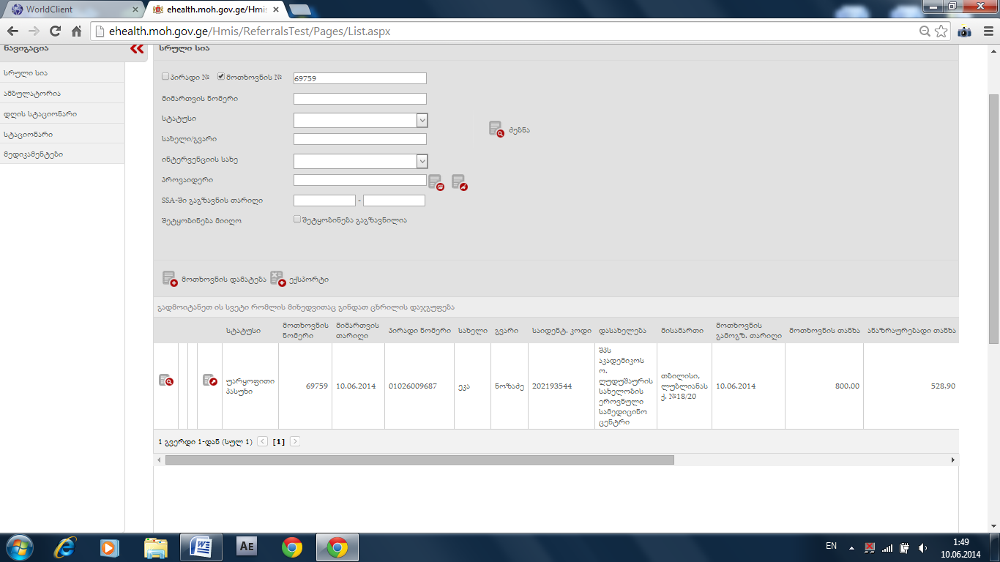 WorldClient
ehealth.moh.gov.ge/Hmis
ehealth.moh.gov.ge/Hmis/ReferralsTest/Pages/List.aspx
ნავიგაცია
სრული სია
ამბულატორია
დღის სტაციონარი
სტაციონარი
მედიკამენტები
სრული სია
პირადი № მოთხოვნის № 69759
მიმართვის ნომერი
სტატუსი
ძებნა
სახელი/გვარი
ინტერვენციის სახე
პროვაიდერი
SSA-ში გაგზავნის თარიღი -
შეტყობინება მიიღო შეტყობინება გაგზავნილია
მოთხოვნის დამატება ექსპორტი
გადმოიტანეთ ის სვეტი რომლის მიხედვითაც გინდათ ცხრილის დაჯგუფება
სტატუსი მოთხოვნის ნომერი მიმართვის თარიღი პირადი ნომერი სახელი გვარი საიდენტ. კოდი დასახელება მისამართი მოთხოვნის გამოგზ. თარიღი მოთხოვნის თანხა ანაზრაურებადი თანხა
უარყოფითი პასუხი 69759 10.06.2014 01026009687 ეკა ნოზაძე 202193544 შპს აკადემიკოს ო. ღუდუშაურის სახელობის ეროვნული სამედიცინო ცენტრი თბილისი, ლუბლიანას ქ. №18/20 10.06.2014 800,00 528,90
1 გვერდი 1-დან (სულ 1) [1]
AE
EN
1:49
10.06.2014